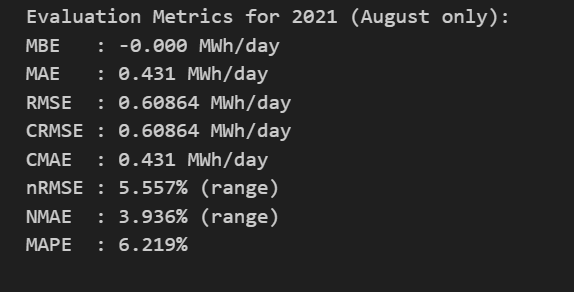 Evaluation Metrics for 2021 (August only):
MBE   : -0.000 MWh/day
MAE   : 0.431 MWh/day
RMSE  : 0.60864 MWh/day
CRMSE : 0.60864 MWh/day
CMAE  : 0.431 MWh/day
nRMSE : 5.557% (range)
NMAE  : 3.936% (range)
MAPE  : 6.219%